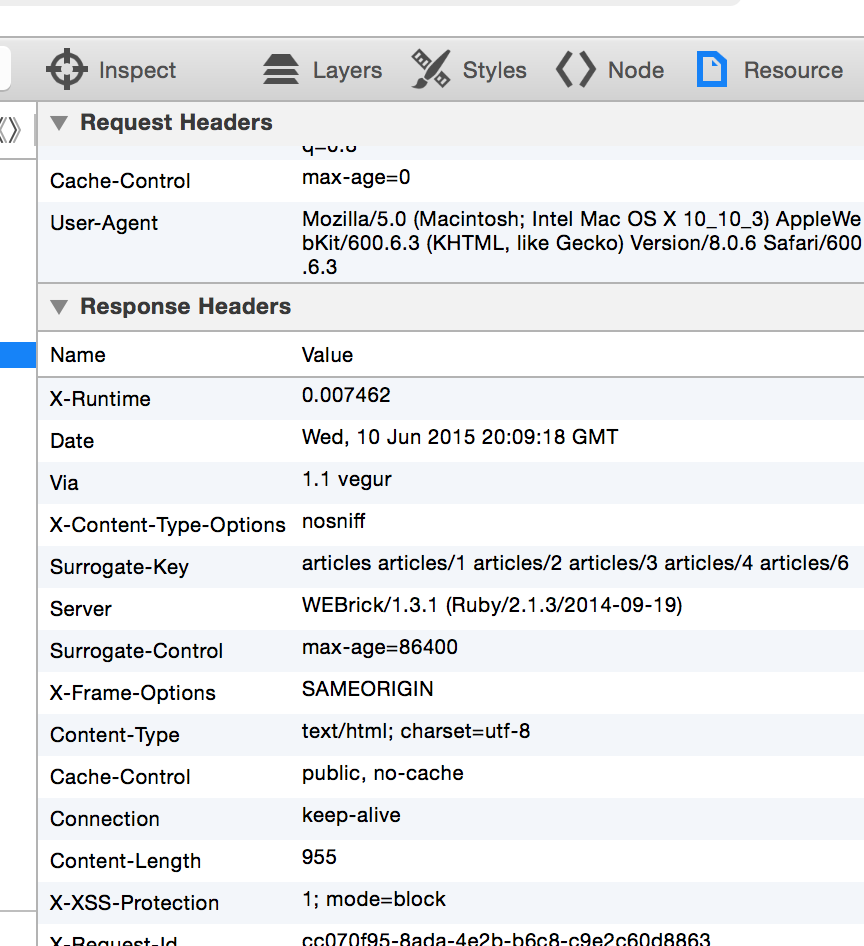 Inspect Layers Styles Node Resource
Request Headers
q=0.8
Cache-Control max-age=0
User-Agent Mozilla/5.0 (Macintosh; Intel Mac OS X 10_10_3) AppleWe
bKit/600.6.3 (KHTML, like Gecko) Version/8.0.6 Safari/600
.6.3
Response Headers
Name Value
X-Runtime 0.007462
Date Wed, 10 Jun 2015 20:09:18 GMT
Via 1.1 vegur
X-Content-Type-Options nosniff
Surrogate-Key articles articles/1 articles/2 articles/3 articles/4 articles/6
Server WEBrick/1.3.1 (Ruby/2.1.3/2014-09-19)
Surrogate-Control max-age=86400
X-Frame-Options SAMEORIGIN
Content-Type text/html; charset=utf-8
Cache-Control public, no-cache
Connection keep-alive
Content-Length 955
X-XSS-Protection 1; mode=block
X-Request-Id cc070f95-8ada-4e2b-b6c8-c9e2c60d8863